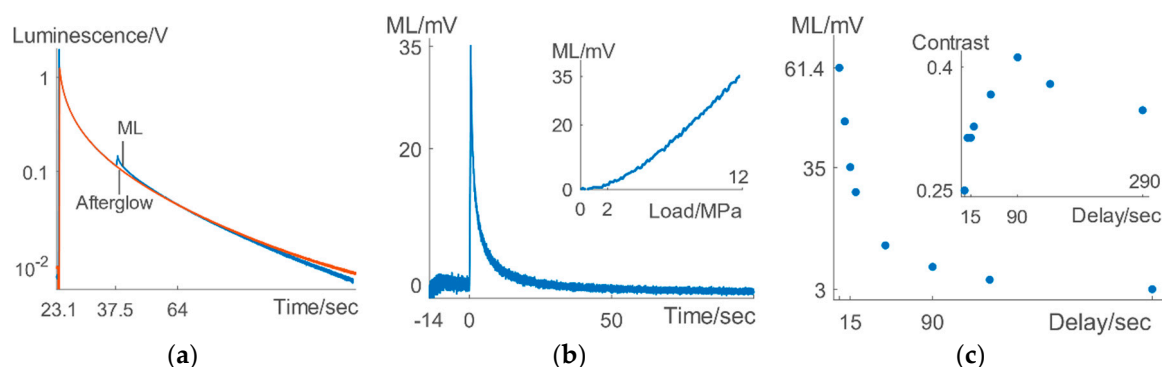 Luminescence/V
1
0.1
10-2
ML
Afterglow
23.1 37.5 64 Time/sec
(a)
ML/mV
35
20
0
-14 0 50 Time/sec
ML/mV
35
20
0
0 2 12
Load/MPa
(b)
ML/mV
61.4
35
3
15 90 Delay/sec
Contrast
0.4
0.25
15 90 290
Delay/sec
(c)